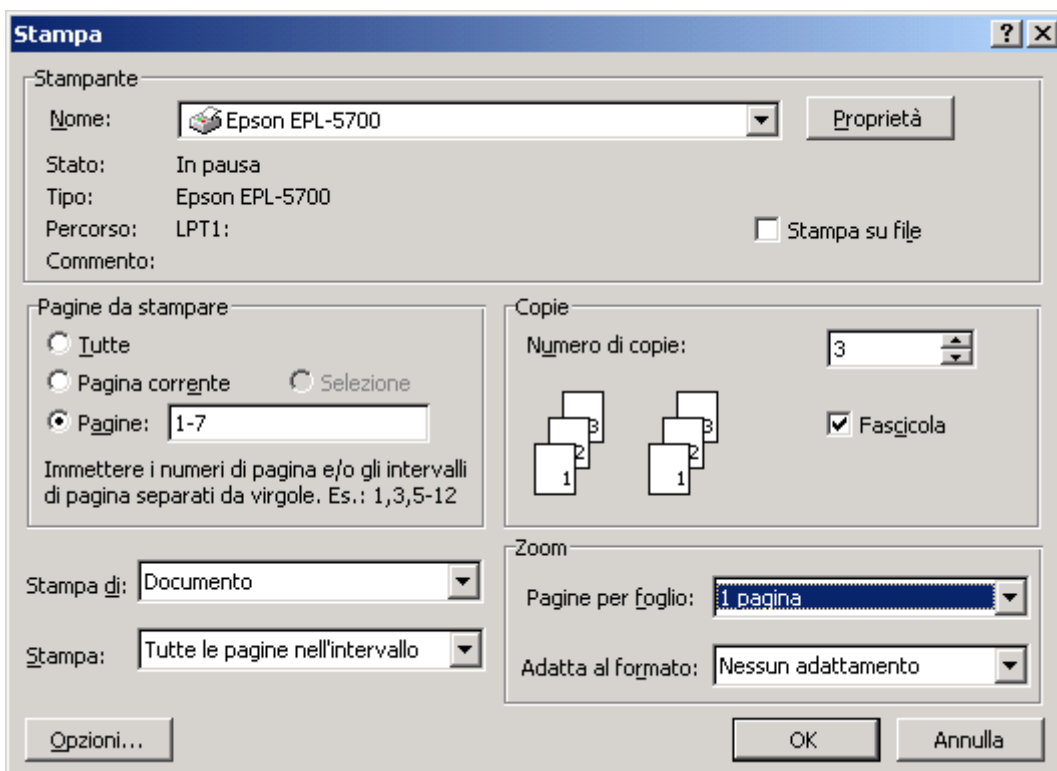 Stampa
Stampante
Nome: Epson EPL-5700 Proprietà
Stato: In pausa
Tipo: Epson EPL-5700
Percorso: LPT1: Stampa su file
Commento:
Pagine da stampare
Tutte
Pagina corrente Selezione
Pagine: 1-7
Immettere i numeri di pagina e/o gli intervalli
di pagina separati da virgole. Es.: 1,3,5-12
Copie
Numero di copie: 3
3 3
2 2
1 1
Fascicola
Stampa di: Documento
Stampa: Tutte le pagine nell'intervallo
Zoom
Pagine per foglio: 1 pagina
Adatta al formato: Nessun adattamento
Opzioni... OK Annulla